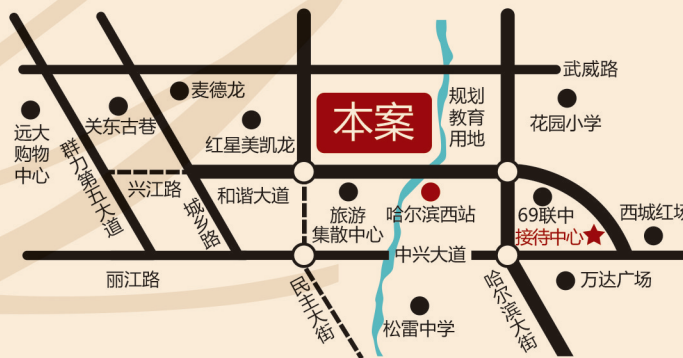 武威路
麦德龙
本案
规划
教育
用地
花园小学
远大
购物
中心
关东古巷
红星美凯龙
群力第五大道
兴江路
和谐大道
城乡路
旅游
集散中心
哈尔滨西站
69联中
接待中心
西城红场
中兴大道
丽江路
民主大街
哈尔滨大街
万达广场
松雷中学